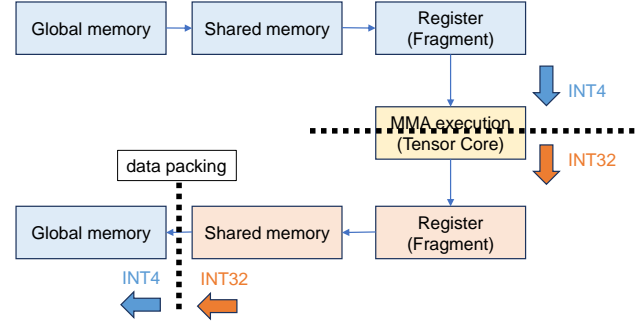 Global memory
Shared memory
Register
(Fragment)
INT4
MMA execution
(Tensor Core)
INT32
data packing
Global memory
Shared memory
Register
(Fragment)
INT4
INT32